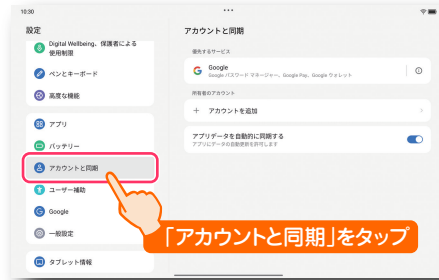 10:30
設定
Digital Wellbeing、保護者による
使用制限
ペンとキーボード
高度な機能
アプリ
バッテリー
アカウントと同期
ユーザー補助
Google
一般設定
タブレット情報
アカウントと同期
優先するサービス
Google
Google パスワード マネージャー、Google Pay、Google ウォレット
所有者のアカウント
アカウントを追加
アプリデータを自動的に同期する
アプリにデータの自動更新を許可します
「アカウントと同期」をタップ